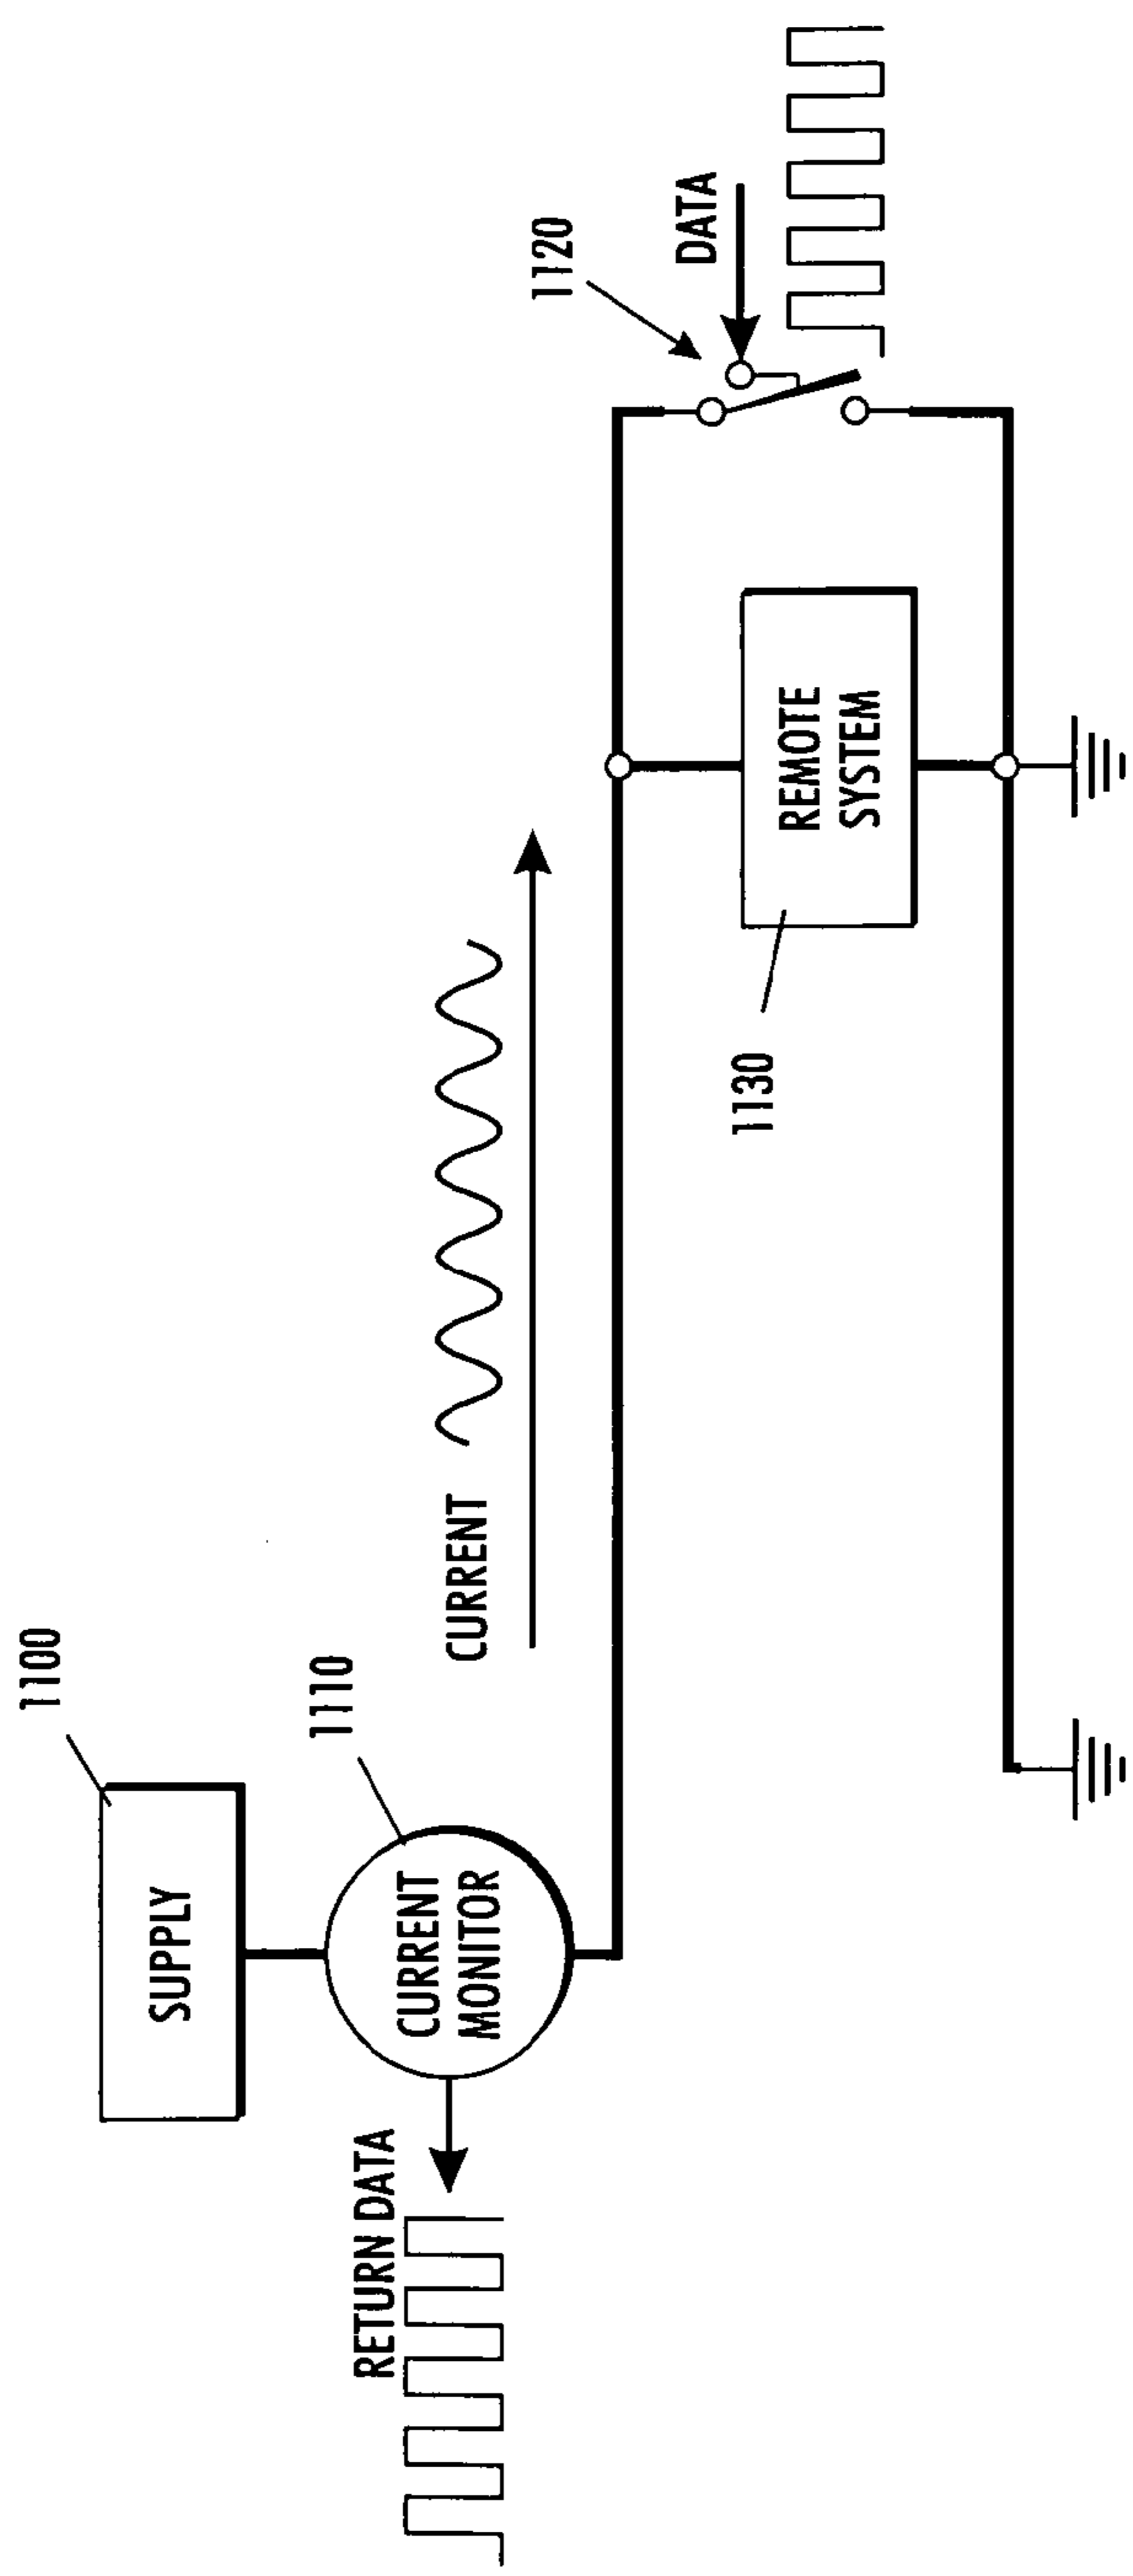 1100
SUPPLY
1110
CURRENT
MONITOR
RETURN DATA
CURRENT
1120
DATA
REMOTE
SYSTEM
1130